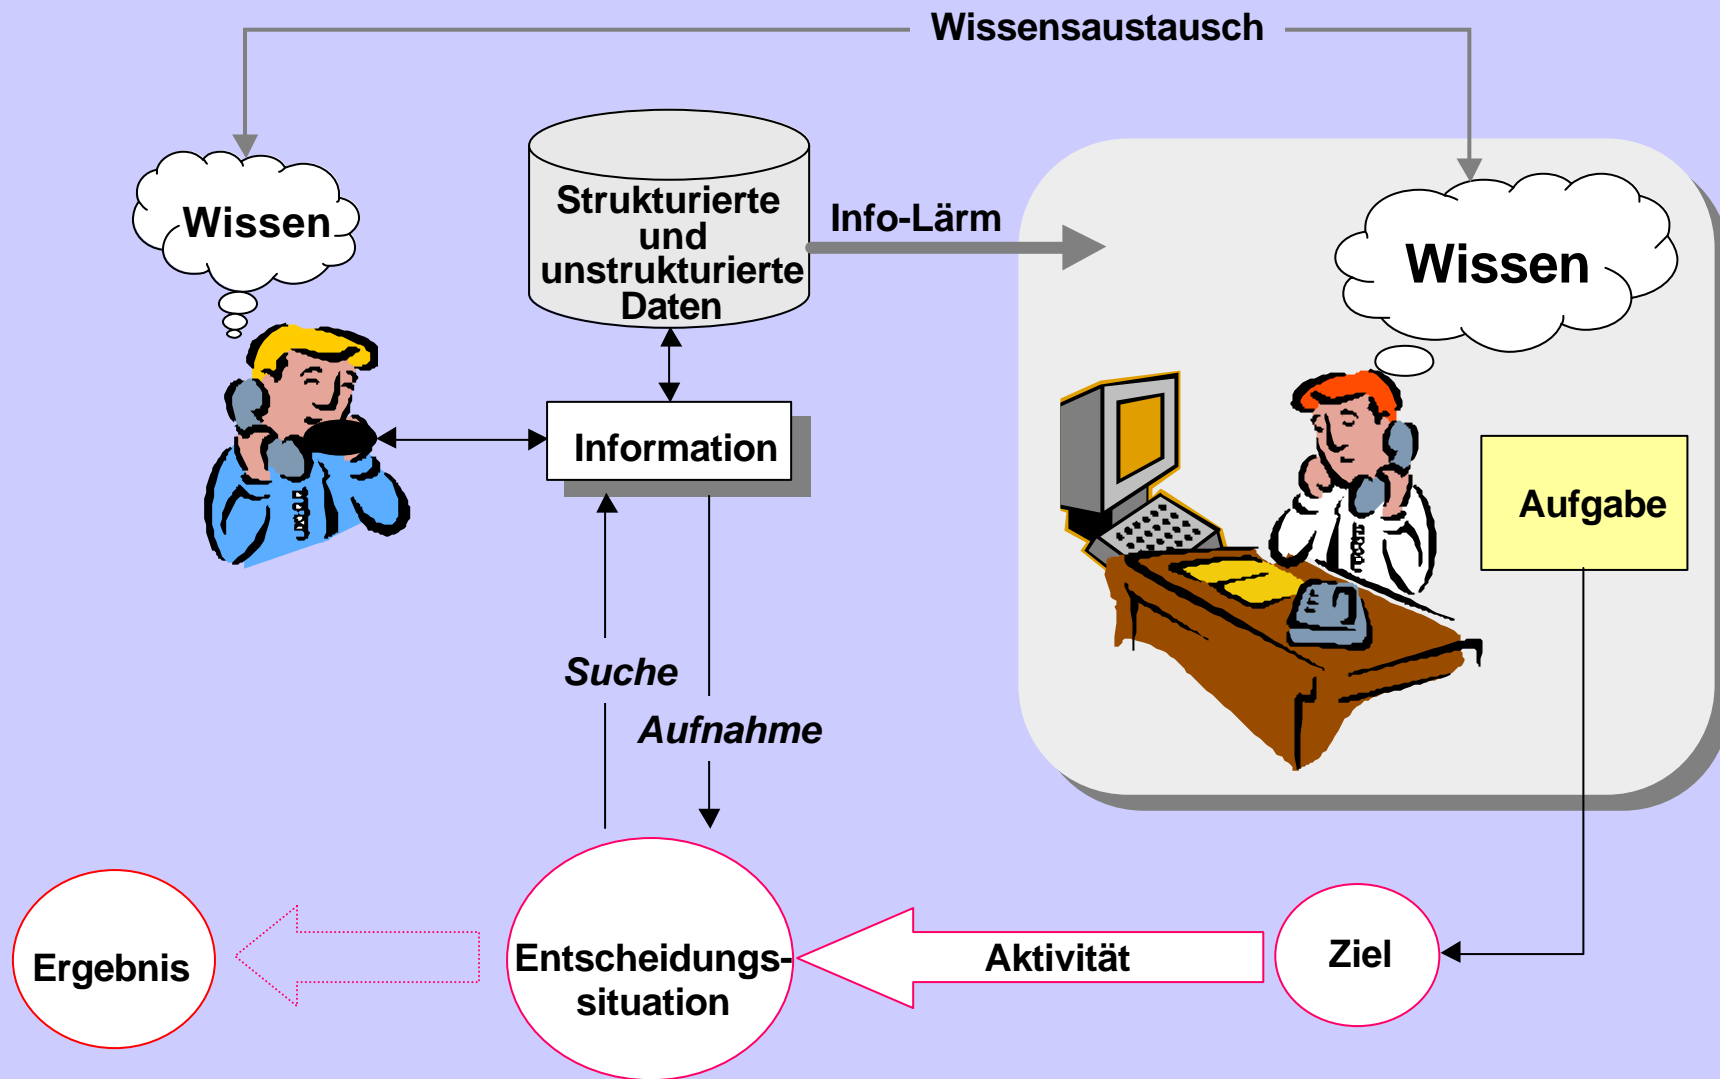 Wissensaustausch
Wissen
Strukturierte
und
unstrukturierte
Daten
Info-Lärm
Wissen
Information
Aufgabe
Suche
Aufnahme
Ergebnis
Entscheidungs-
situation
Aktivität
Ziel